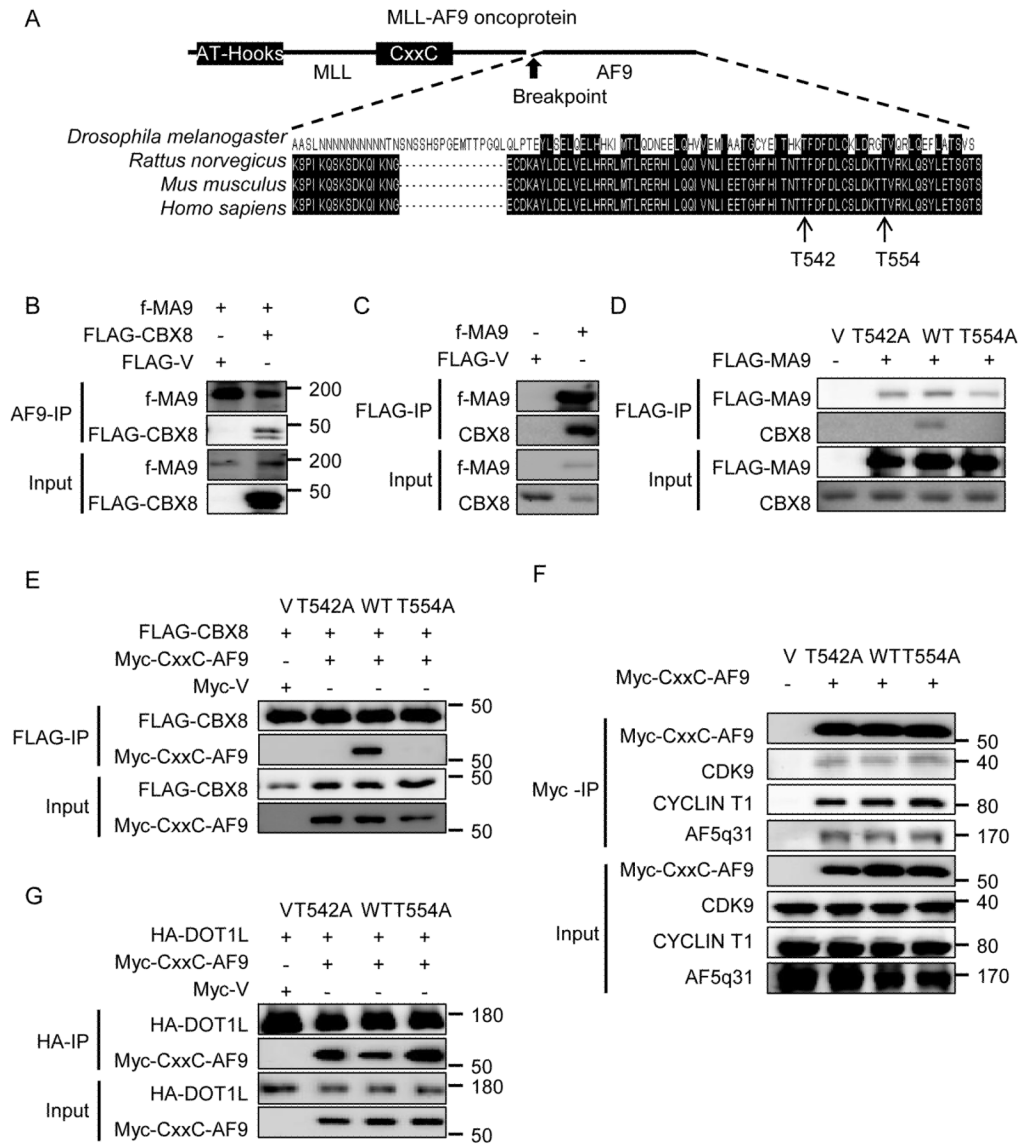 A
MLL-AF9 oncoprotein
AT-Hooks CxxC
MLL AF9
Breakpoint
Drosophila melanogaster
Rattus norvegicus KSPIKQSKSDKQIKNG------------------ECDKAYLDELVELHRRLMTLRERHILQQIVNLIEETGHFHITNTTFDFDLCSLDKTTVRKLQSYLETSGTS
Mus musculus KSPIKQSKSDKQIKNG------------------ECDKAYLDELVELHRRLMTLRERHILQQIVNLIEETGHFHITNTTFDFDLCSLDKTTVRKLQSYLETSGTS
Homo sapiens KSPIKQSKSDKQIKNG------------------ECDKAYLDELVELHRRLMTLRERHILQQIVNLIEETGHFHITNTTFDFDLCSLDKTTVRKLQSYLETSGTS
T542 T554
B
f-MA9 + +
FLAG-CBX8 - +
FLAG-V + -
AF9-IP
f-MA9 200
FLAG-CBX8 50
Input
f-MA9 200
FLAG-CBX8 50
C
f-MA9 - +
FLAG-V + -
FLAG-IP
f-MA9
CBX8
Input
f-MA9
CBX8
D
V T542A WT T554A
FLAG-MA9 - + + +
FLAG-IP
FLAG-MA9
CBX8
Input
FLAG-MA9
CBX8
E
V T542A WT T554A
FLAG-CBX8 + + + +
Myc-CxxC-AF9 - + + +
Myc-V + - - -
FLAG-IP
FLAG-CBX8 50
Myc-CxxC-AF9 50
Input
FLAG-CBX8 50
Myc-CxxC-AF9 50
F
V T542A WT T554A
Myc-CxxC-AF9 - + + +
Myc -IP
Myc-CxxC-AF9 50
CDK9 40
CYCLIN T1 80
AF5q31 170
Input
Myc-CxxC-AF9 50
CDK9 40
CYCLIN T1 80
AF5q31 170
G
V T542A WT T554A
HA-DOT1L + + + +
Myc-CxxC-AF9 - + + +
Myc-V + - - -
HA-IP
HA-DOT1L 180
Myc-CxxC-AF9 50
Input
HA-DOT1L 180
Myc-CxxC-AF9 50